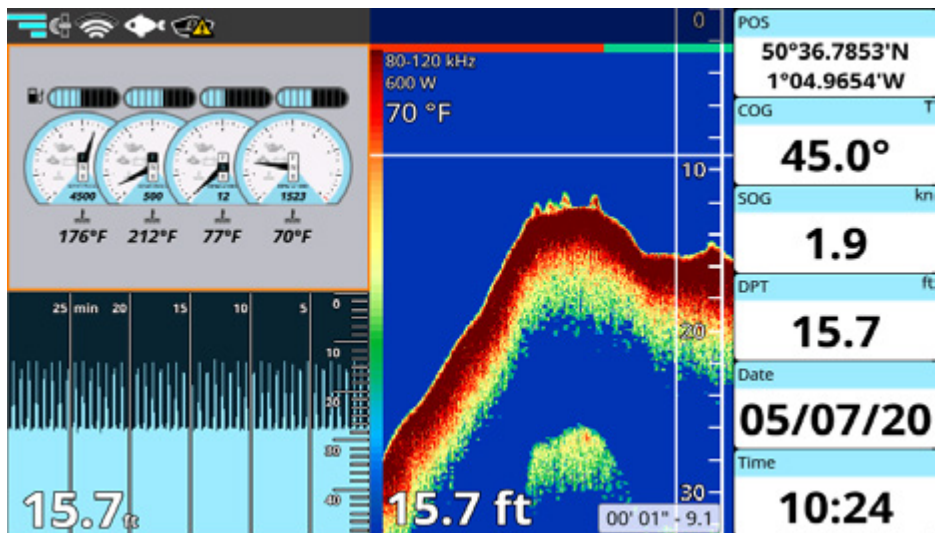 4500 500 12 1523
176°F 212°F 77°F 70°F
25 min 20 15 10 5 0
10
20
30
40
15.7 ft
80-120 kHz
600 W
70 °F
0
10
20
30
15.7 ft
00' 01" - 9.1
POS
50°36.7853'N
1°04.9654'W
COG T
45.0°
SOG kn
1.9
DPT ft
15.7
Date
05/07/20
Time
10:24